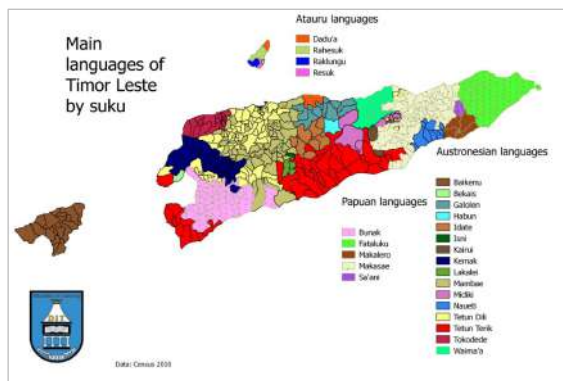 Main
languages of
Timor Leste
by suku
Atauru languages
Dadu'a
Rahesuk
Raklungu
Resuk
Papuan languages
Bunak
Fataluku
Makalero
Makasae
Sa'ani
Austronesian languages
Baikenu
Bekais
Galolen
Habun
Idate
Isni
Kairui
Kemak
Lakalei
Mambae
Midiki
Naueti
Tetun Dili
Tetun Terik
Tokodede
Waima'a
DIT
Data: Census 2010